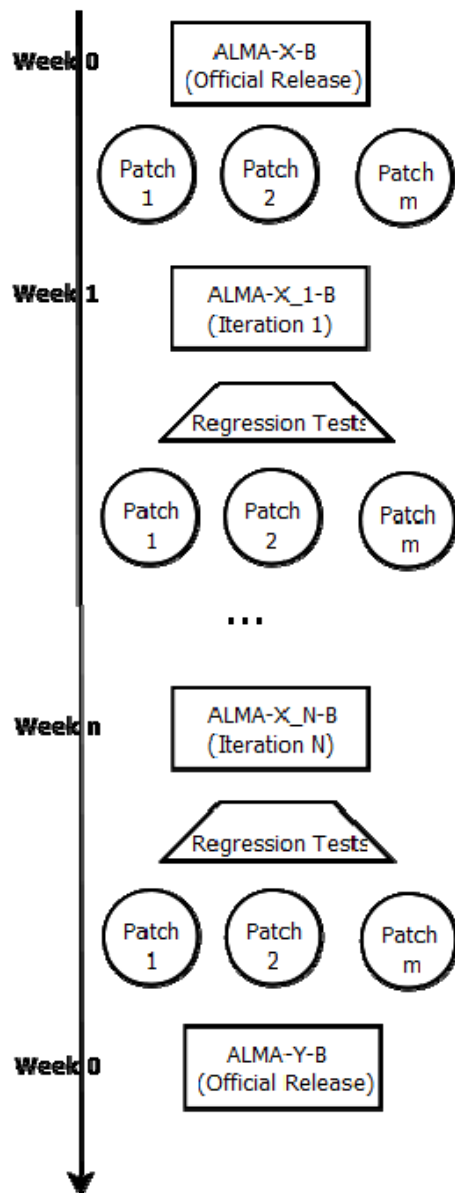 Week 0
ALMA-X-B
(Official Release)
Patch
1
Patch
2
Patch
m
Week 1
ALMA-X_1-B
(Iteration 1)
Regression Tests
Patch
1
Patch
2
Patch
m
...
Week n
ALMA-X_N-B
(Iteration N)
Regression Tests
Patch
1
Patch
2
Patch
m
Week 0
ALMA-Y-B
(Official Release)